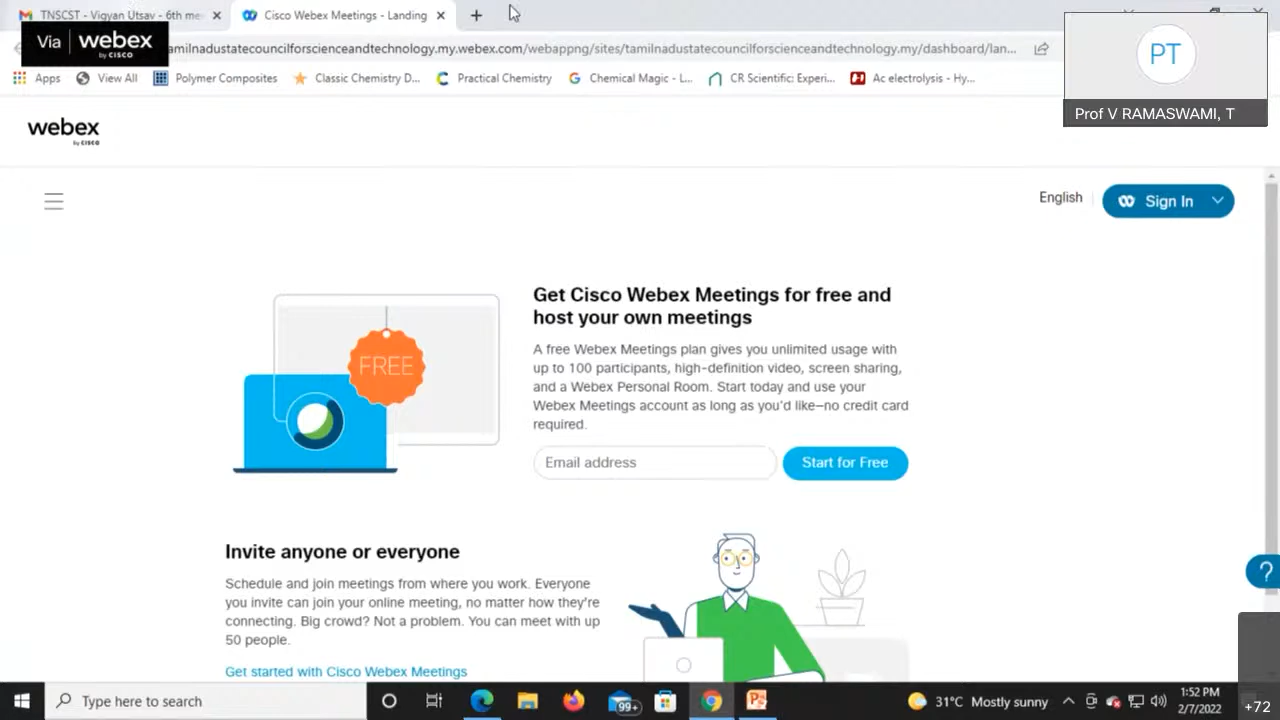 TNSCST - Vigyan Utsav - 6th me
Cisco Webex Meetings - Landing
Via webex
by CISCO
amilnadustatecouncilforscienceandtechnology.my.webex.com/webappng/sites/tamilnadustatecouncilforscienceandtechnology.my/dashboard/lan...
PT
Prof V RAMASWAMI, T
Apps
View All
Polymer Composites
Classic Chemistry D...
Practical Chemistry
Chemical Magic - L...
CR Scientific: Experi...
Ac electrolysis - Hy...
webex
by CISCO
English
Sign In
FREE
Get Cisco Webex Meetings for free and
host your own meetings
A free Webex Meetings plan gives you unlimited usage with
up to 100 participants, high-definition video, screen sharing,
and a Webex Personal Room. Start today and use your
Webex Meetings account as long as you'd like—no credit card
required.
Email address
Start for Free
Invite anyone or everyone
Schedule and join meetings from where you work. Everyone
you invite can join your online meeting, no matter how they're
connecting. Big crowd? Not a problem. You can meet with up
50 people.
Get started with Cisco Webex Meetings
?
Type here to search
99+
31°C Mostly sunny
1:52 PM
2/7/2022
+72